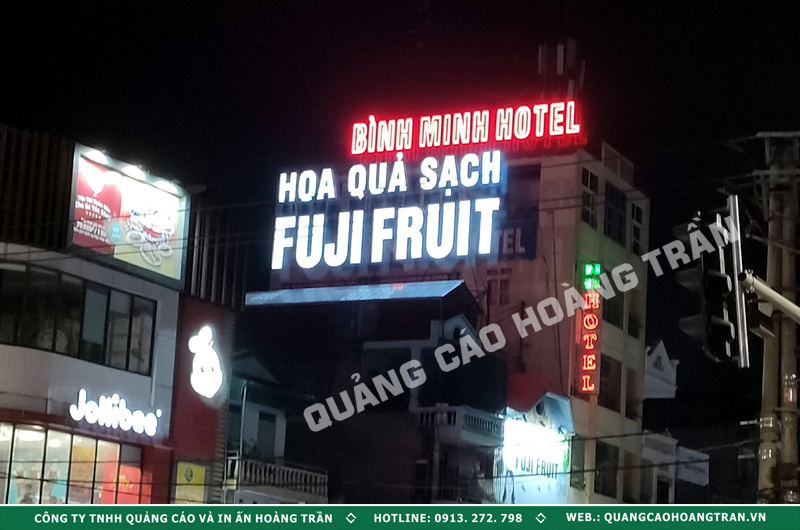 BÌNH MINH HOTEL
HOA QUẢ SẠCH
FUJI FRUIT
HOTEL
QUẢNG CÁO HOÀNG TRẦN
Jollibee
FUJI FRUIT
CÔNG TY TNHH QUẢNG CÁO VÀ IN ẤN HOÀNG TRẦN ◇ HOTLINE: 0913. 272. 798 ◇ WEB.: QUANGCAOHOANGTRAN.VN